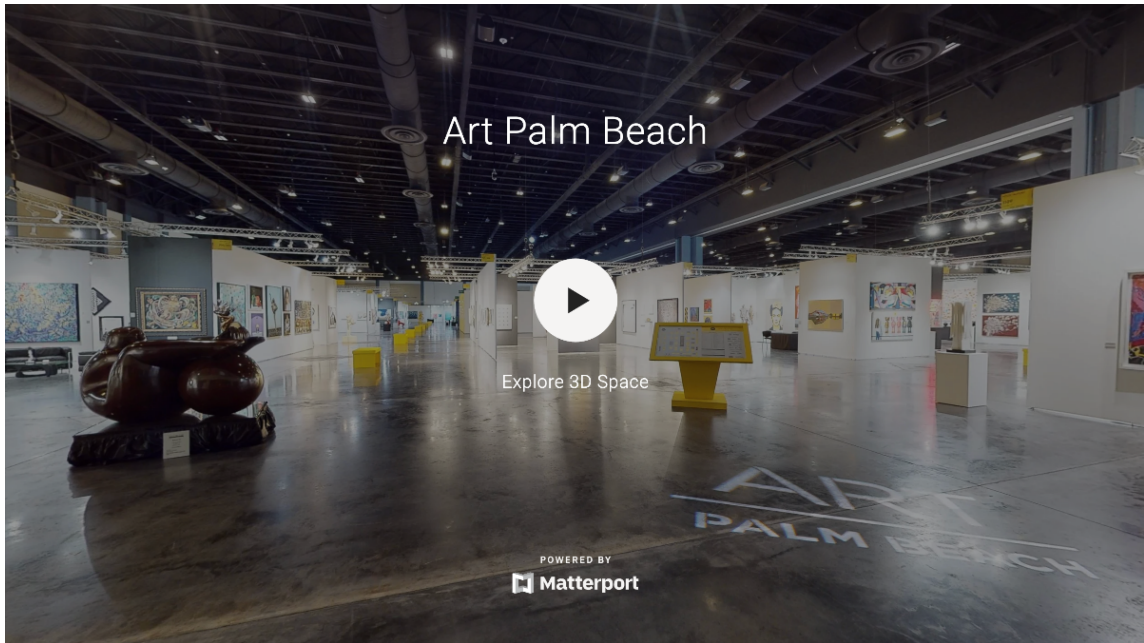 Art Palm Beach
Explore 3D Space
ART
PALM BEACH
POWERED BY
Matterport